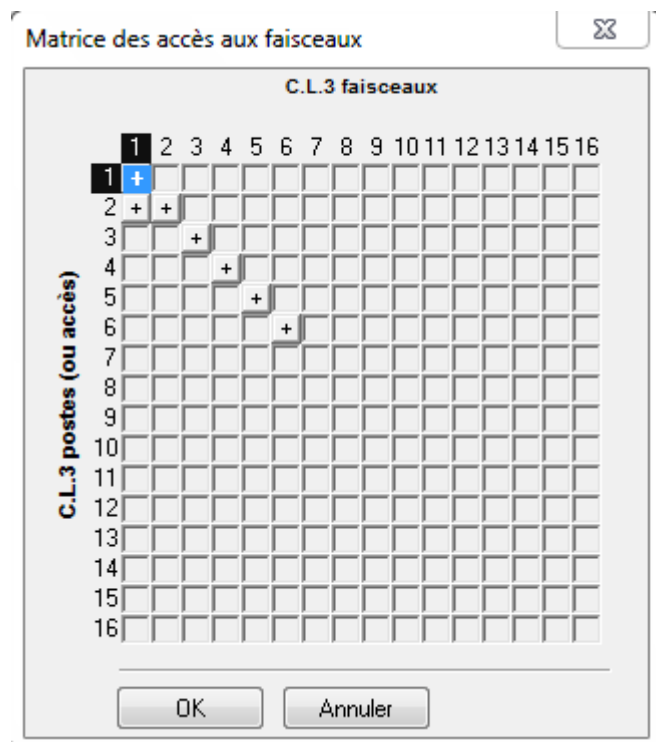 Matrice des accès aux faisceaux
C.L.3 faisceaux
1 2 3 4 5 6 7 8 9 10 11 12 13 14 15 16
C.L.3 postes (ou accès)
1 +
2 + +
3 +
4 +
5 +
6 +
7
8
9
10
11
12
13
14
15
16
OK Annuler